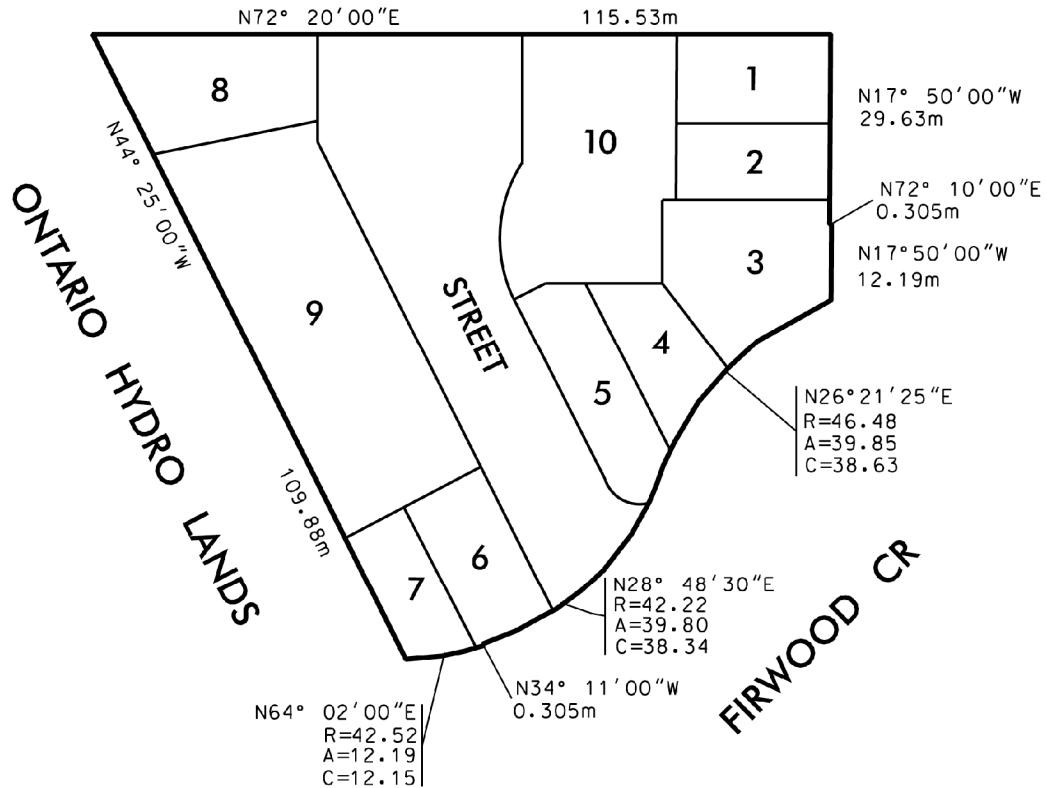 N72° 20'00"E
115.53m
8
1
10
2
N17° 50'00"W
29.63m
N72° 10'00"E
0.305m
N17°50'00"W
12.19m
3
N44° 25'00"W
109.88m
ONTARIO HYDRO LANDS
9
STREET
4
5
N26°21'25"E
R=46.48
A=39.85
C=38.63
6
7
N28° 48'30"E
R=42.22
A=39.80
C=38.34
FIRWOOD CR
N34° 11'00"W
0.305m
N64° 02'00"E
R=42.52
A=12.19
C=12.15